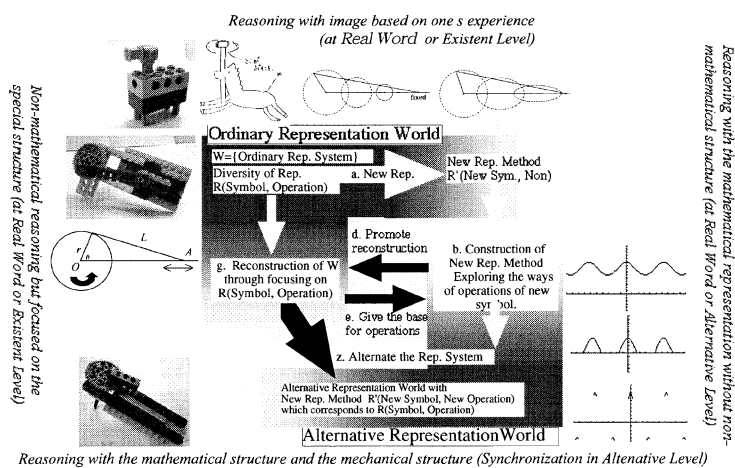 Reasoning with image based on one s experience
(at Real Word or Existent Level)
Non-mathematical reasoning but focused on the
special structure (at Real Word or Existent Level)
Reasoning with the mathematical representation without non-
mathematical structure (at Real Word or Alternative Level)
fixed
Ordinary Representation World
W={Ordinary Rep. System}
Diversity of Rep.
R(Symbol, Operation)
a. New Rep.
New Rep. Method
R'(New Sym., Non)
d. Promote
reconstruction
g. Reconstruction of W
through focusing on
R(Symbol, Operation)
b. Construction of
New Rep. Method
Exploring the ways
of operations of new
e. Give the base
for operations
z. Alternate the Rep. System
Alternative Representation World with
New Rep. Method R'(New Symbol, New Operation)
which corresponds to R(Symbol, Operation)
Alternative RepresentationWorld
L
r
θ
O
A
Reasoning with the mathematical structure and the mechanical structure (Synchronization in Altenative Level)